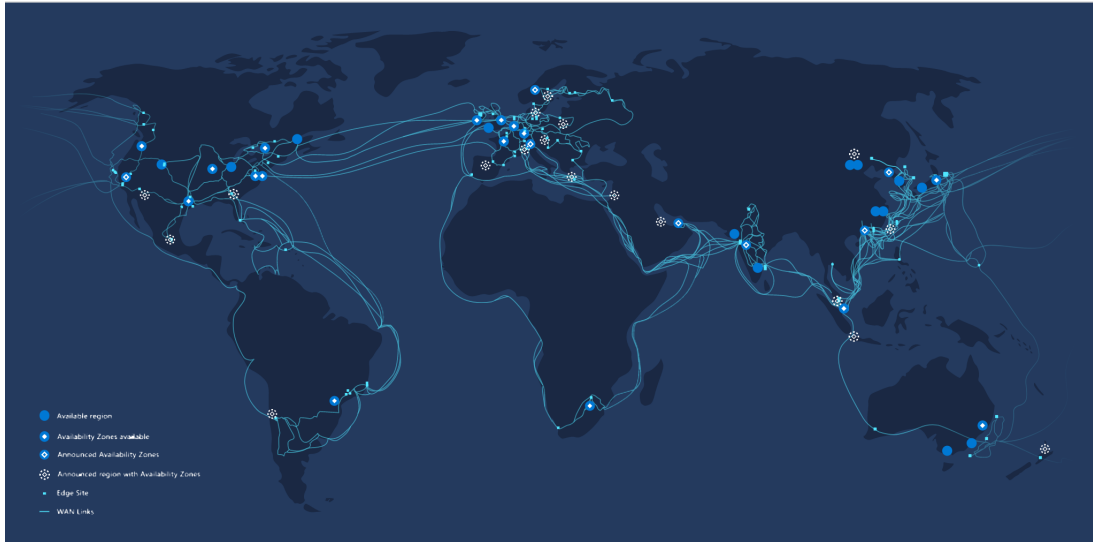 Available region
Availability Zones available
Announced Availability Zones
Announced region with Availability Zones
Edge Site
WAN Links